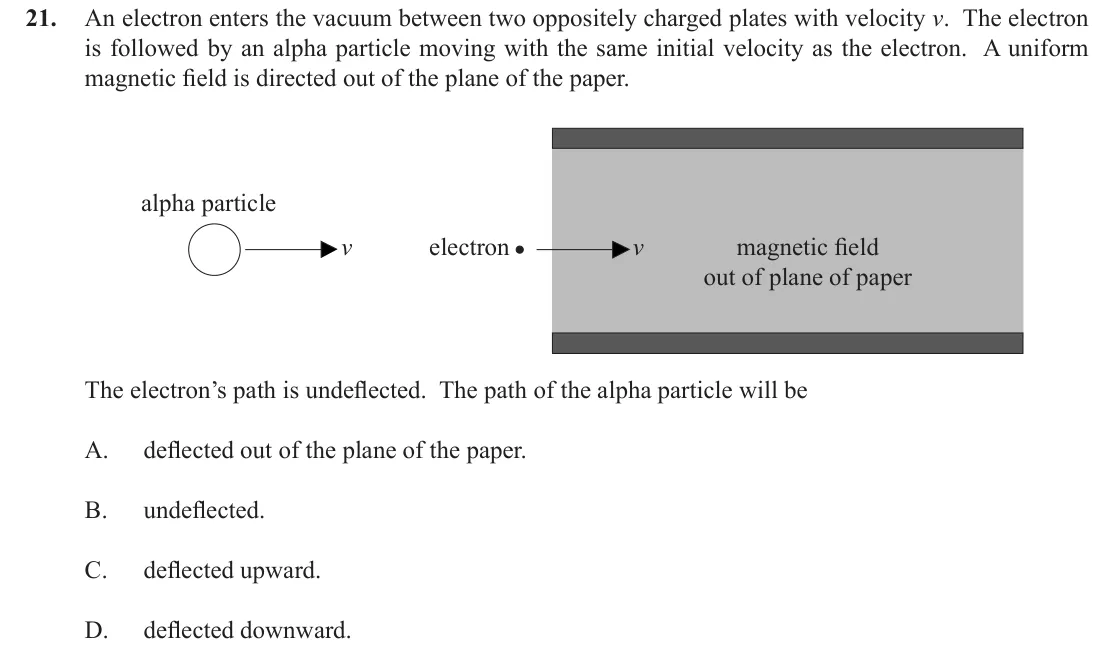 21. An electron enters the vacuum between two oppositely charged plates with velocity v. The electron
is followed by an alpha particle moving with the same initial velocity as the electron. A uniform
magnetic field is directed out of the plane of the paper.
alpha particle
v
electron
v
magnetic field
out of plane of paper
The electron’s path is undeflected. The path of the alpha particle will be
A. deflected out of the plane of the paper.
B. undeflected.
C. deflected upward.
D. deflected downward.